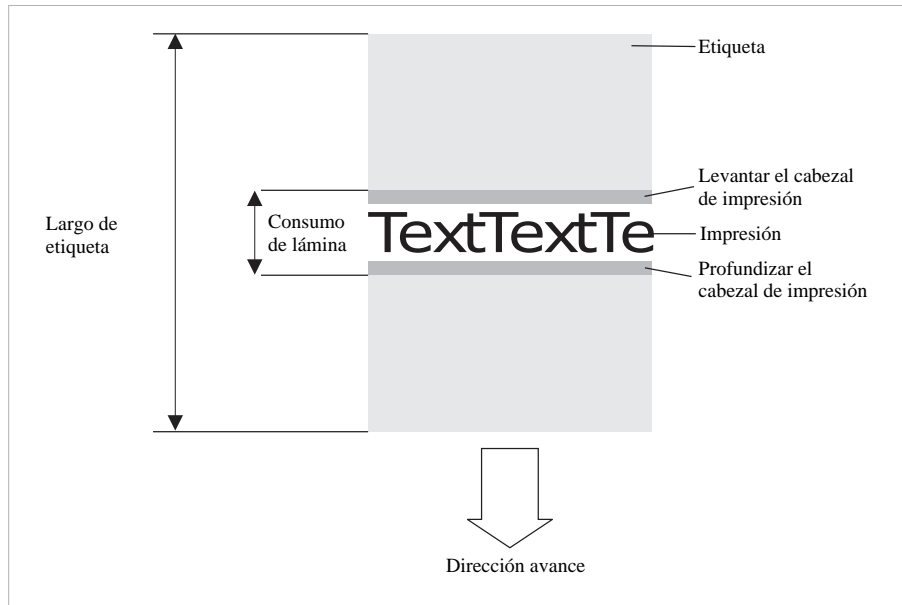 Etiqueta
Levantar el cabezal
de impresión
Largo de
etiqueta
Consumo
de lámina
TextTextTe
Impresión
Profundizar el
cabezal de impresión
Dirección avance